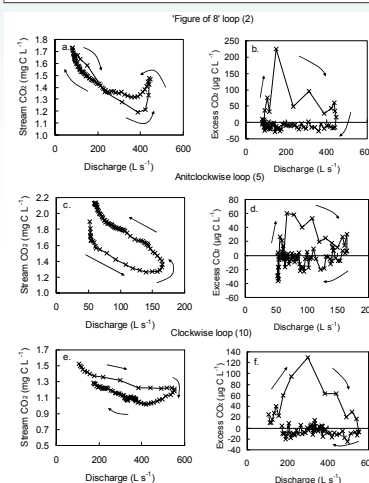 'Figure of 8' loop (2)
a.
Stream CO₂ (mg C L⁻¹)
1.8
1.7
1.6
1.5
1.4
1.3
1.2
1.1
1.0
0 200 400 600
Discharge (L s⁻¹)
b.
Excess CO₂ (µg C L⁻¹)
250
200
150
100
50
0
-50
0 200 400
Discharge (L s⁻¹)
Anitclockwise loop (5)
c.
Stream CO₂ (mg C L⁻¹)
2.2
2.0
1.8
1.6
1.4
1.2
1.0
0 50 100 150 200
Discharge (L s⁻¹)
d.
Excess CO₂ (µg C L⁻¹)
80
60
40
20
0
-20
-40
-60
0 50 100 150
Discharge (L s⁻¹)
Clockwise loop (10)
e.
Stream CO₂ (mg C L⁻¹)
1.7
1.5
1.3
1.1
0.9
0.7
0.5
0 200 400 600
Discharge (L s⁻¹)
f.
Excess CO₂ (µg C L⁻¹)
140
120
100
80
60
40
20
0
-20
-40
0 200 400
Discharge (L s⁻¹)